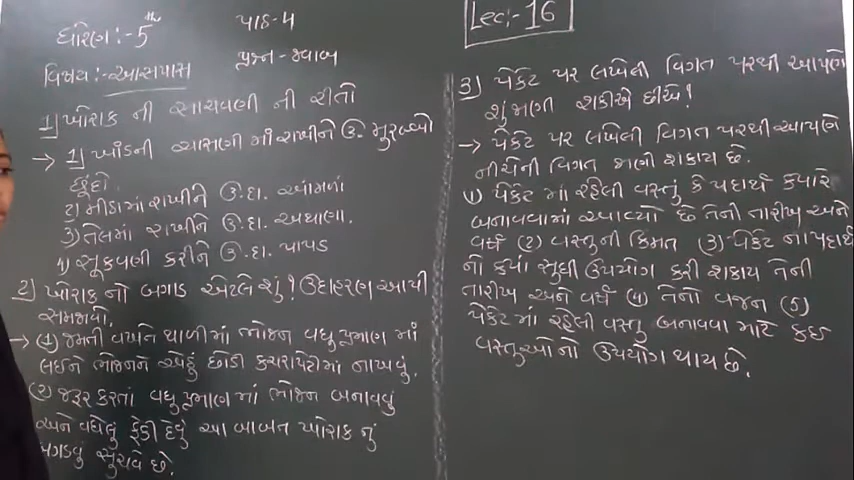 ધોરણ:- 5th
પાઠ-4
Lec:- 16
વિષય:- આસપાસ
પ્રશ્ન - જવાબ
1) ખોરાક ની સાચવણી ની રીતો
→ 1) ખાંડની ચાસણી માં રાખીને ઉ. મુરબ્બો
છૂંદો.
2) મીઠામાં રાખીને ઉ.દા. આંમળાં
3) તેલમાં રાખીને ઉ.દા. અથાણા.
4) સૂકવણી કરીને ઉ.દા. પાપડ
2) ખોરાક નો બગાડ એટલે શું? ઉદાહરણ આપી
સમજાવો.
→ (1) જમતી વખતે થાળીમાં ભોજન વધુ પ્રમાણ માં
લઈને ભોજનને એઠું છોડી કચરાપેટીમાં નાખવું.
(2) જરૂર કરતાં વધુ પ્રમાણ માં ભોજન બનાવવું
અને વધેલું ફેંકી દેવું આ બાબત ખોરાક નું
બગડવું સૂચવે છે.
3) પેકેટ પર લખેલી વિગત પરથી આપણે
શું જાણી શકીએ છીએ?
→ પેકેટ પર લખેલી વિગત પરથી આપણે
નીચેની વિગત જાણી શકાય છે.
(1) પેકેટ માં રહેલી વસ્તું કે પદાર્થ ક્યારે
બનાવવામાં આવ્યો છે તેની તારીખ અને
વર્ષ (2) વસ્તુની કિંમત (3) પેકેટ ના પદાર્થ
નો ક્યાં સુધી ઉપયોગ કરી શકાય તેની
તારીખ અને વર્ષ (4) તેનો વજન (5)
પેકેટ માં રહેલી વસ્તુ બનાવવા માટે કઈ
વસ્તુઓ નો ઉપયોગ થાય છે.